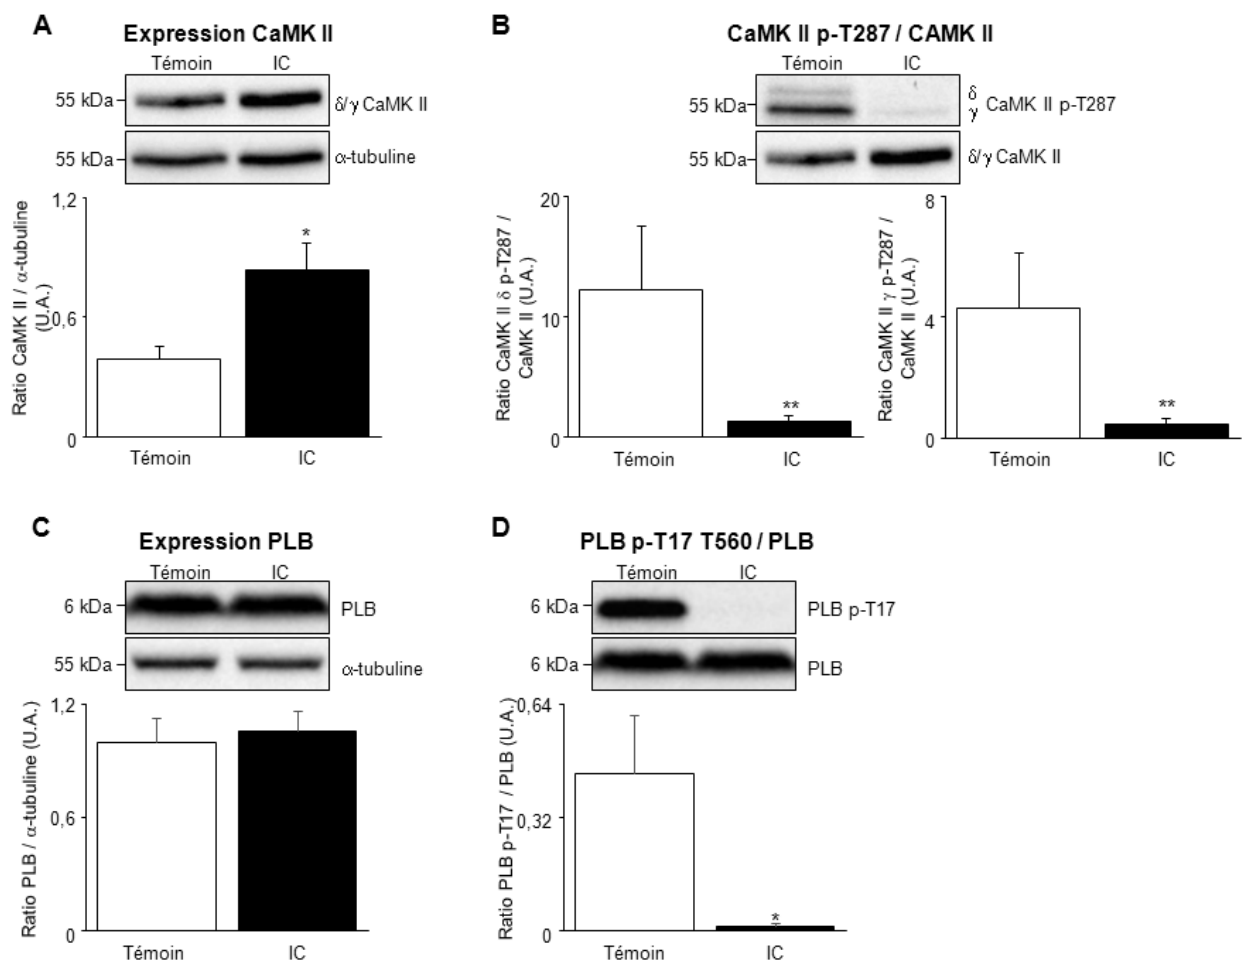 A
Expression CaMK II
Témoin IC
55 kDa
δ/γ CaMK II
55 kDa
α-tubuline
Ratio CaMK II / α-tubuline
(U.A.)
1,2
0,6
0
*
Témoin IC
B
CaMK II p-T287 / CAMK II
Témoin IC
55 kDa
δ
γ CaMK II p-T287
55 kDa
δ/γ CaMK II
Ratio CaMK II δ p-T287 /
CaMK II (U.A.)
20
10
0
**
Témoin IC
Ratio CaMK II γ p-T287 /
CaMK II (U.A.)
8
4
0
**
Témoin IC
C
Expression PLB
Témoin IC
6 kDa
PLB
55 kDa
α-tubuline
Ratio PLB / α-tubuline (U.A.)
1,2
0,6
0
Témoin IC
D
PLB p-T17 T560 / PLB
Témoin IC
6 kDa
PLB p-T17
6 kDa
PLB
Ratio PLB p-T17 / PLB (U.A.)
0,64
0,32
0
*
Témoin IC